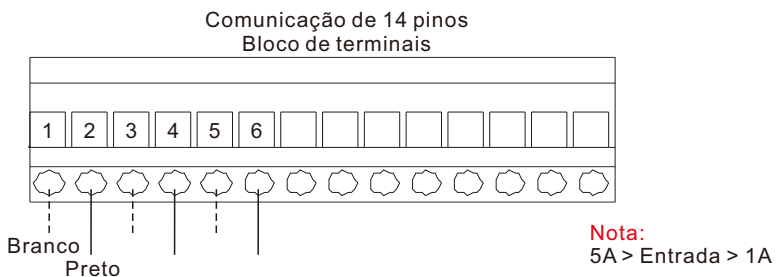 Comunicação de 14 pinos
Bloco de terminais
1 2 3 4 5 6
Branco
Preto
Nota:
5A > Entrada > 1A